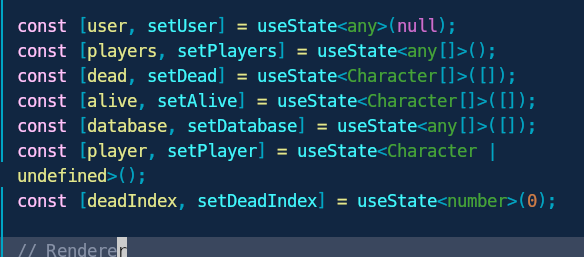 const [user, setUser] = useState<any>(null);
const [players, setPlayers] = useState<any[]>();
const [dead, setDead] = useState<Character[]>([]);
const [alive, setAlive] = useState<Character[]>([]);
const [database, setDatabase] = useState<any[]>([]);
const [player, setPlayer] = useState<Character |
undefined>();
const [deadIndex, setDeadIndex] = useState<number>(0);
// Renderer